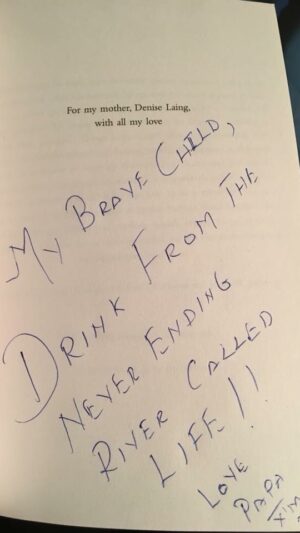 For my mother, Denise Laing,
with all my love
MY BRAVE CHILD,
DRINK FROM THE
NEVER ENDING
RIVER CALLED
LIFE!!
LOVE
PAPA